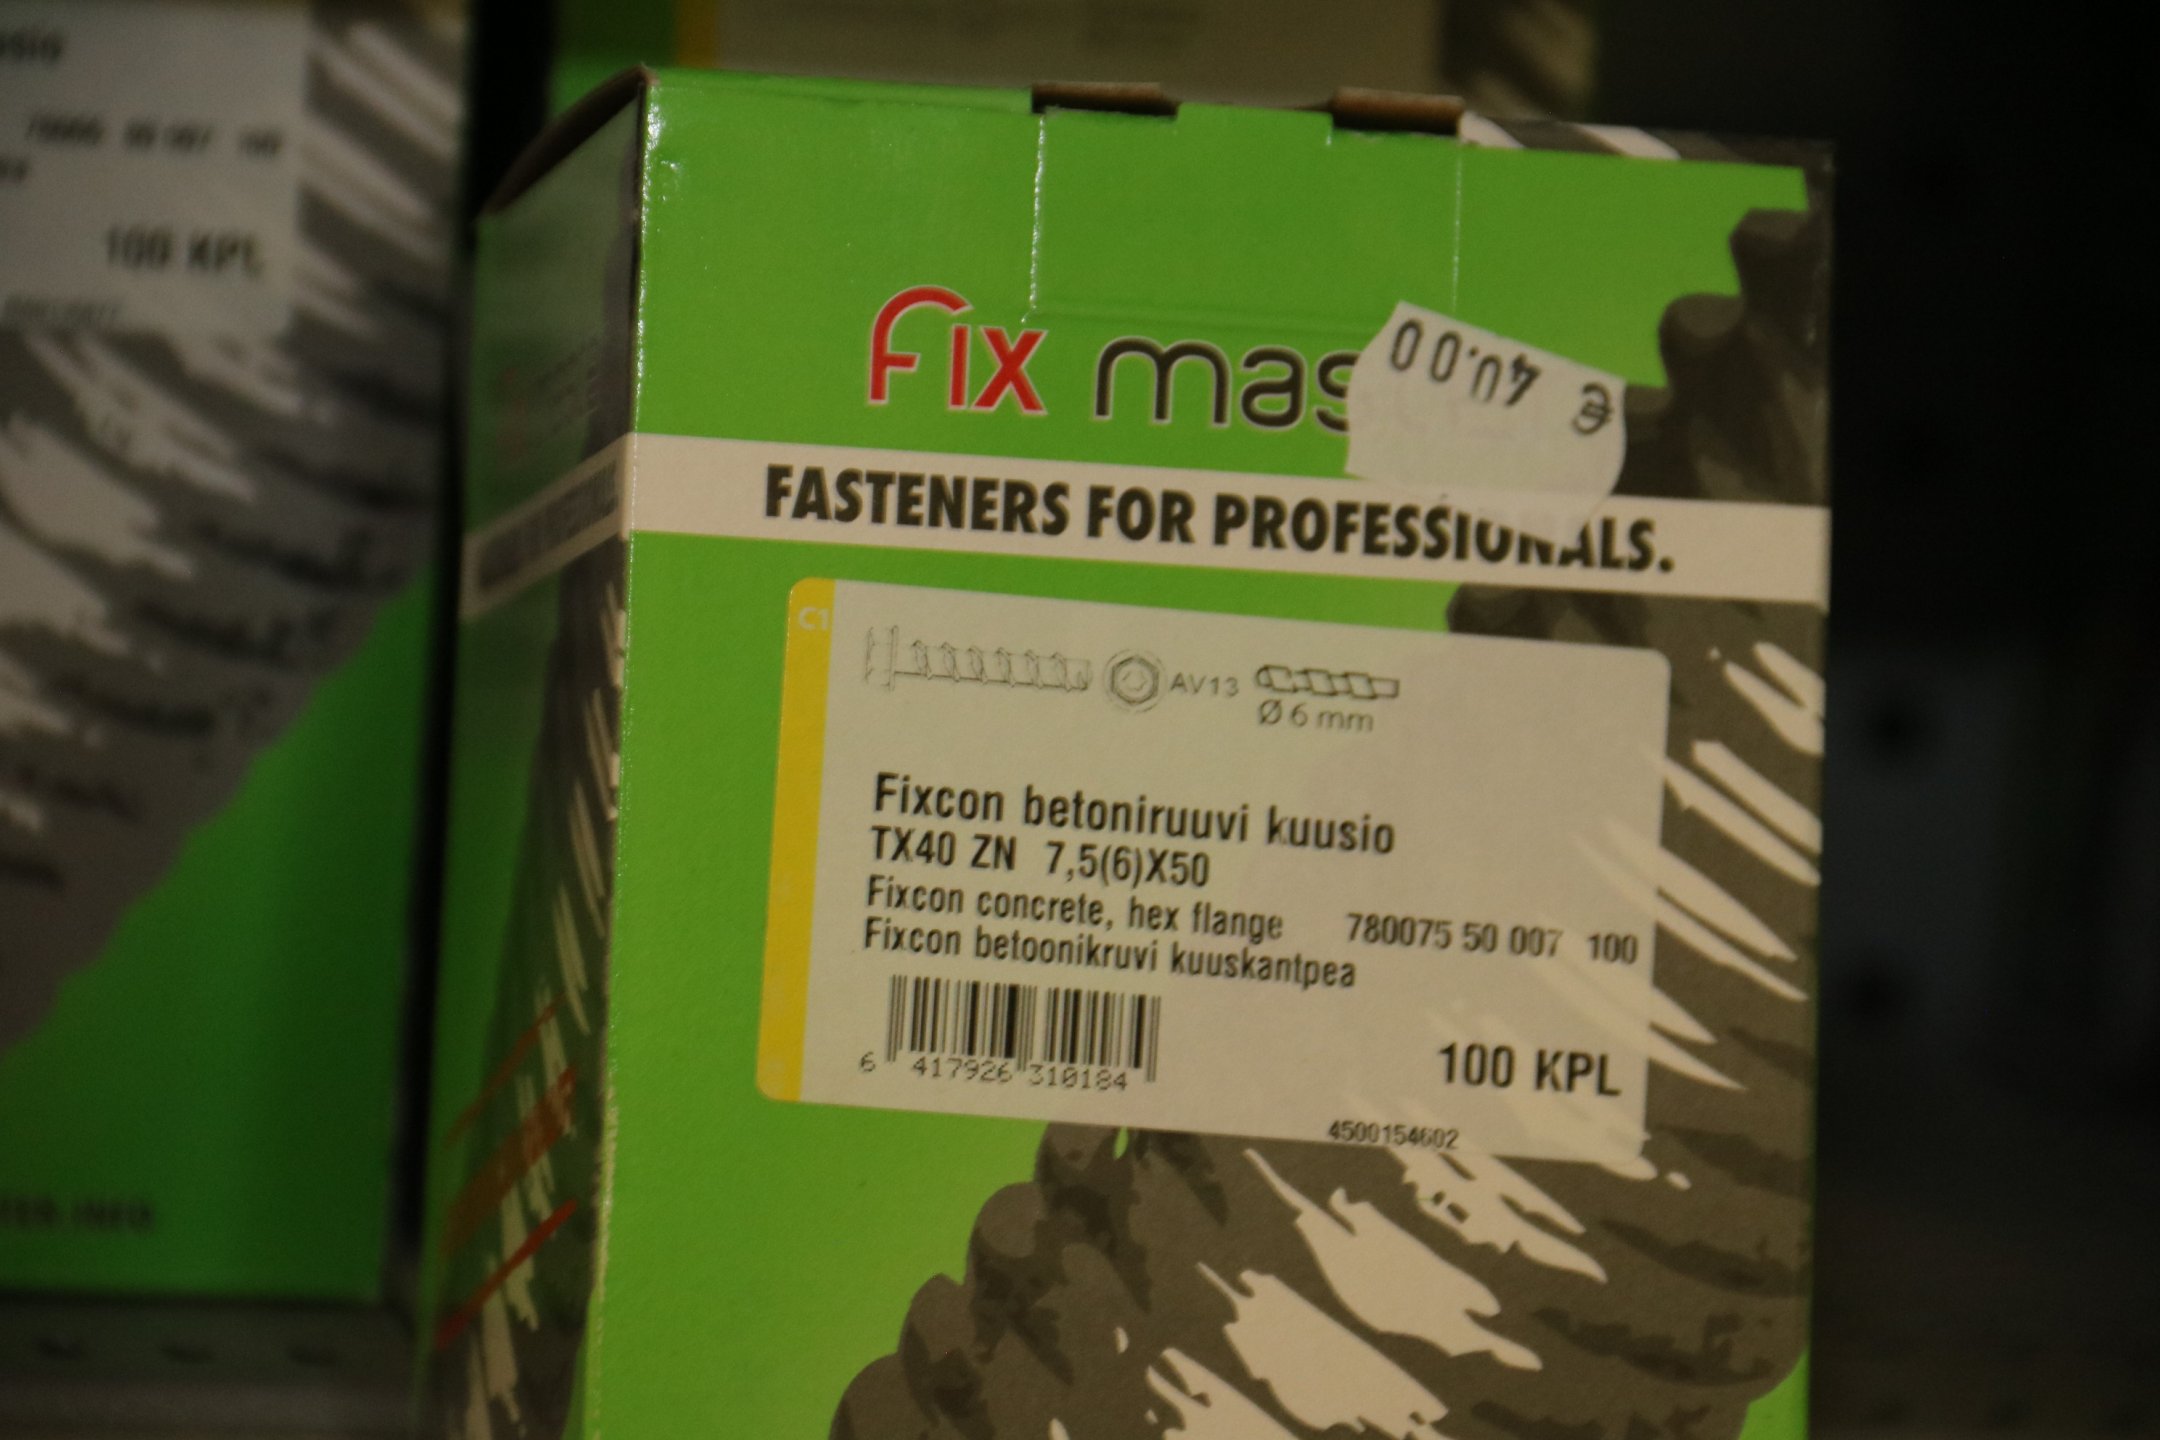 100 KPL
Fix mas
€ 40.00
FASTENERS FOR PROFESSIONALS.
C1
AV13
Ø 6 mm
Fixcon betoniruuvi kuusio
TX40 ZN 7,5(6)X50
Fixcon concrete, hex flange 780075 50 007 100
Fixcon betoonikruvi kuuskantpea
6 417926 310184
100 KPL
4500154602